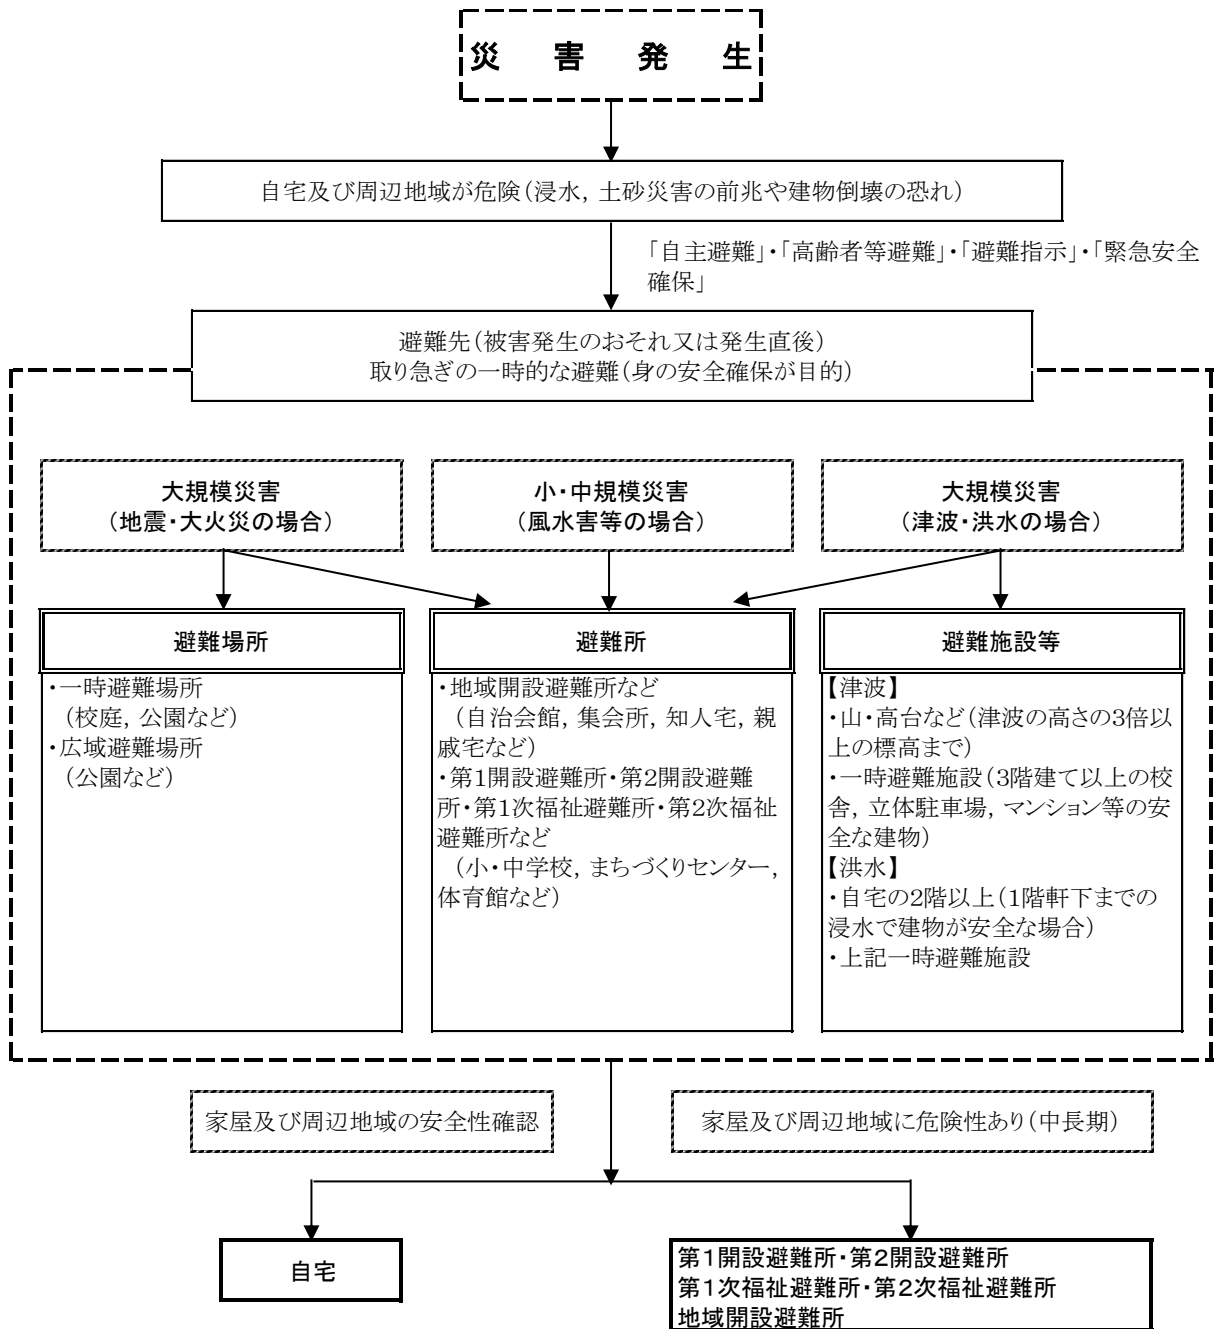 災害発生
自宅及び周辺地域が危険（浸水，土砂災害の前兆や建物倒壊の恐れ）
「自主避難」・「高齢者等避難」・「避難指示」・「緊急安全
確保」
避難先（被害発生のおそれ又は発生直後）
取り急ぎの一時的な避難（身の安全確保が目的）
大規模災害
（地震・大火災の場合）
小・中規模災害
（風水害等の場合）
大規模災害
（津波・洪水の場合）
避難場所
・一時避難場所
（校庭，公園など）
・広域避難場所
（公園など）
避難所
・地域開設避難所など
（自治会館，集会所，知人宅，親
戚宅など）
・第1開設避難所・第2開設避難
所・第1次福祉避難所・第2次福祉
避難所など
（小・中学校，まちづくりセンター，
体育館など）
避難施設等
【津波】
・山・高台など（津波の高さの3倍以
上の標高まで）
・一時避難施設（3階建て以上の校
舎，立体駐車場，マンション等の安
全な建物）
【洪水】
・自宅の2階以上（1階軒下までの
浸水で建物が安全な場合）
・上記一時避難施設
家屋及び周辺地域の安全性確認
家屋及び周辺地域に危険性あり（中長期）
自宅
第1開設避難所・第2開設避難所
第1次福祉避難所・第2次福祉避難所
地域開設避難所